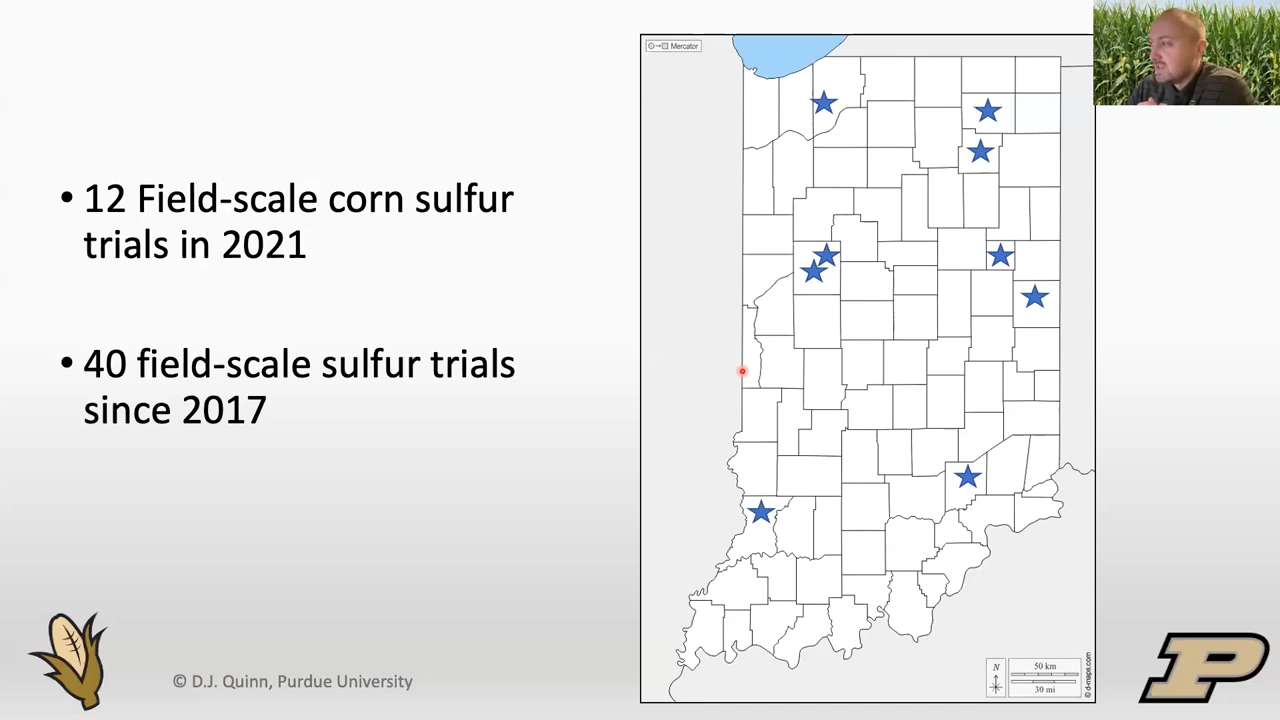 • 12 Field-scale corn sulfur
trials in 2021
• 40 field-scale sulfur trials
since 2017
© D.J. Quinn, Purdue University
Mercator
N
50 km
30 mi
© d-maps.com
P